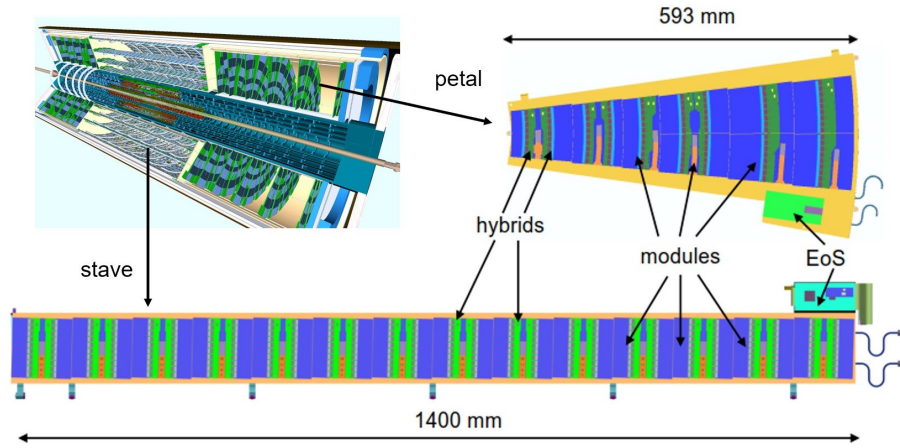 593 mm
petal
hybrids
modules
EoS
stave
1400 mm